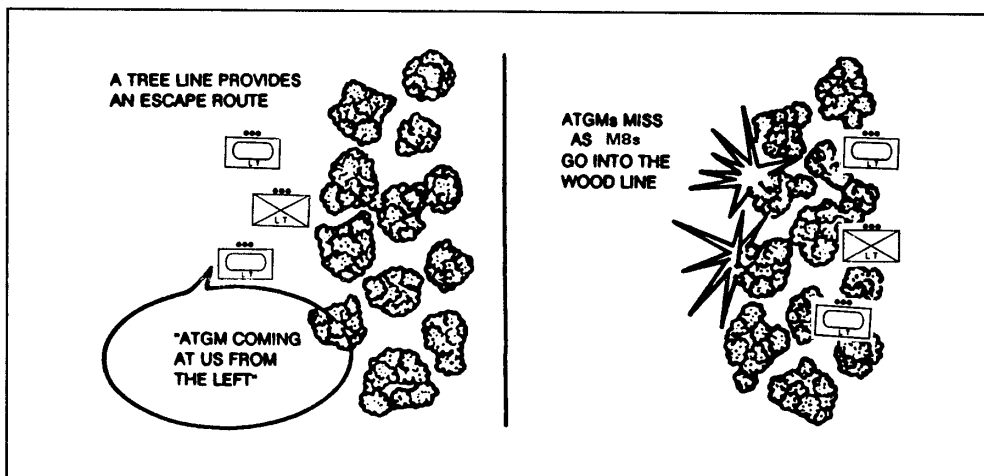 A TREE LINE PROVIDES
AN ESCAPE ROUTE
LT
LT
LT
"ATGM COMING
AT US FROM
THE LEFT"
ATGMs MISS
AS M8s
GO INTO THE
WOOD LINE
LT
LT
LT